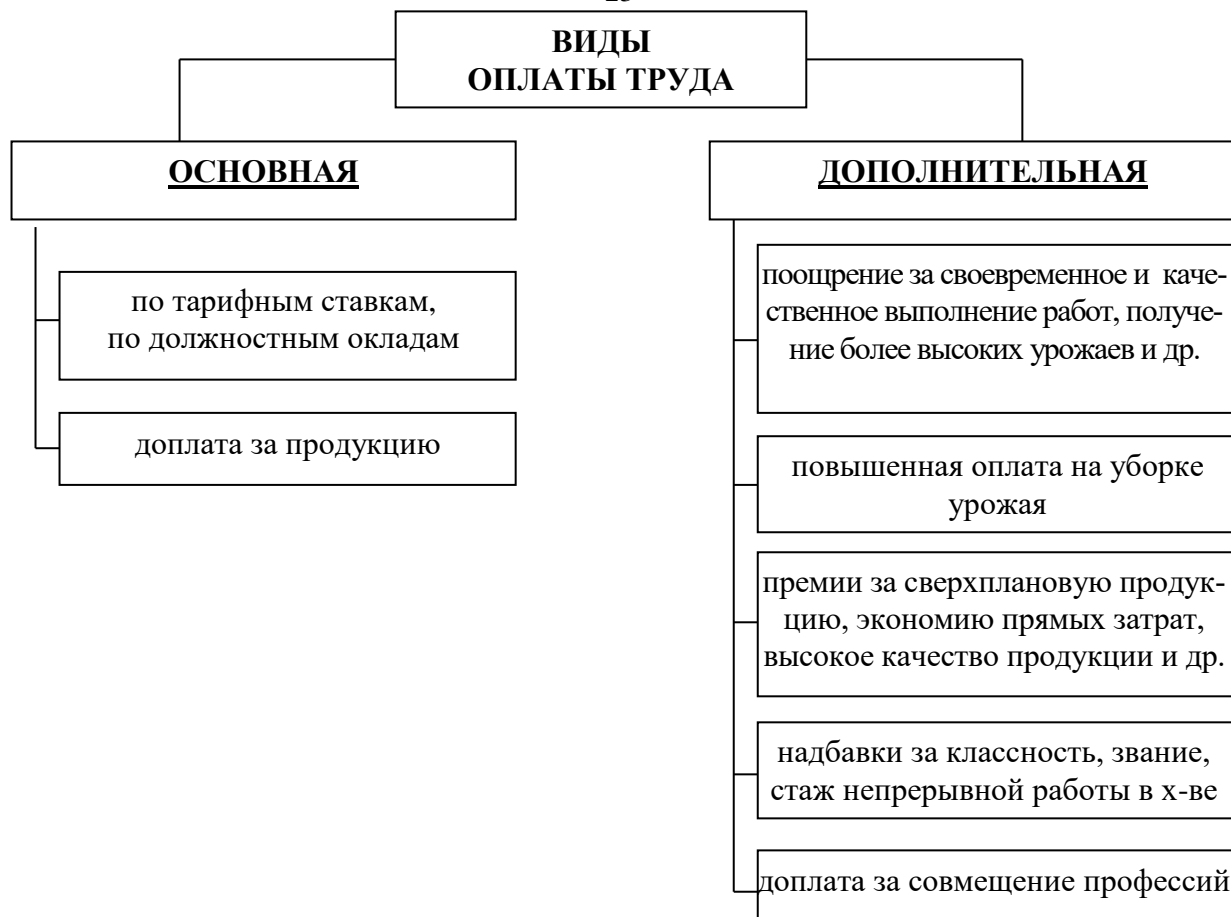 ВИДЫ
ОПЛАТЫ ТРУДА
ОСНОВНАЯ
по тарифным ставкам,
по должностным окладам
доплата за продукцию
ДОПОЛНИТЕЛЬНАЯ
поощрение за своевременное и каче-
ственное выполнение работ, получе-
ние более высоких урожаев и др.
повышенная оплата на уборке
урожая
премии за сверхплановую продук-
цию, экономию прямых затрат,
высокое качество продукции и др.
надбавки за классность, звание,
стаж непрерывной работы в х-ве
доплата за совмещение профессий